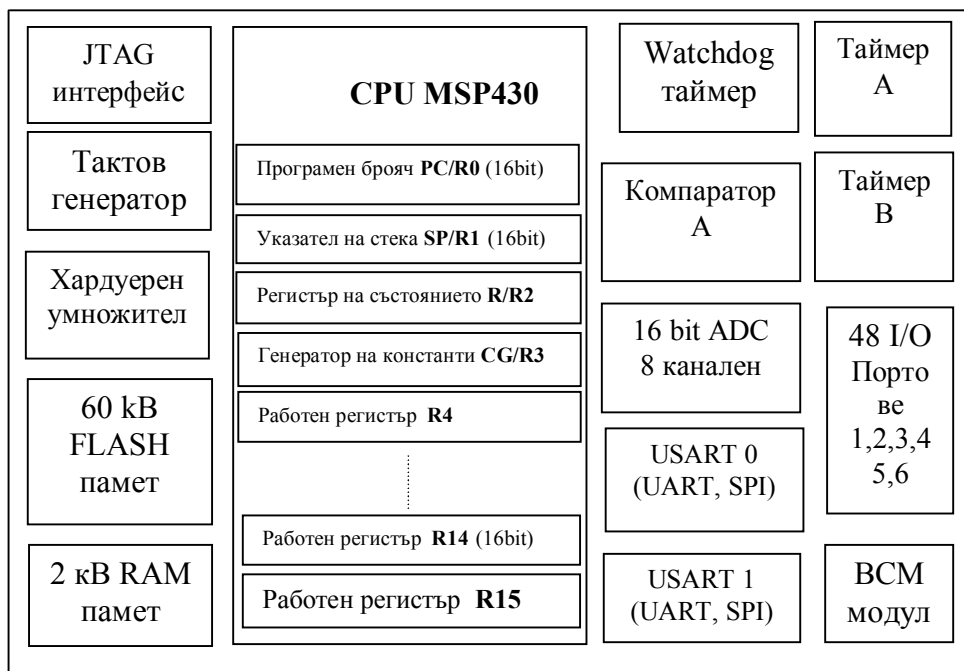 JTAG
интерфейс
Тактов
генератор
Хардуерен
умножител
60 kB
FLASH
памет
2 кB RAM
памет
CPU MSP430
Програмен брояч PC/R0 (16bit)
Указател на стека SP/R1 (16bit)
Регистър на състоянието R/R2
Генератор на константи CG/R3
Работен регистър R4
Работен регистър R14 (16bit)
Работен регистър R15
Watchdog
таймер
Компаратор
А
16 bit ADC
8 канален
USART 0
(UART, SPI)
USART 1
(UART, SPI)
Таймер
А
Таймер
В
48 I/O
Порто
ве
1,2,3,4
5,6
BCM
модул